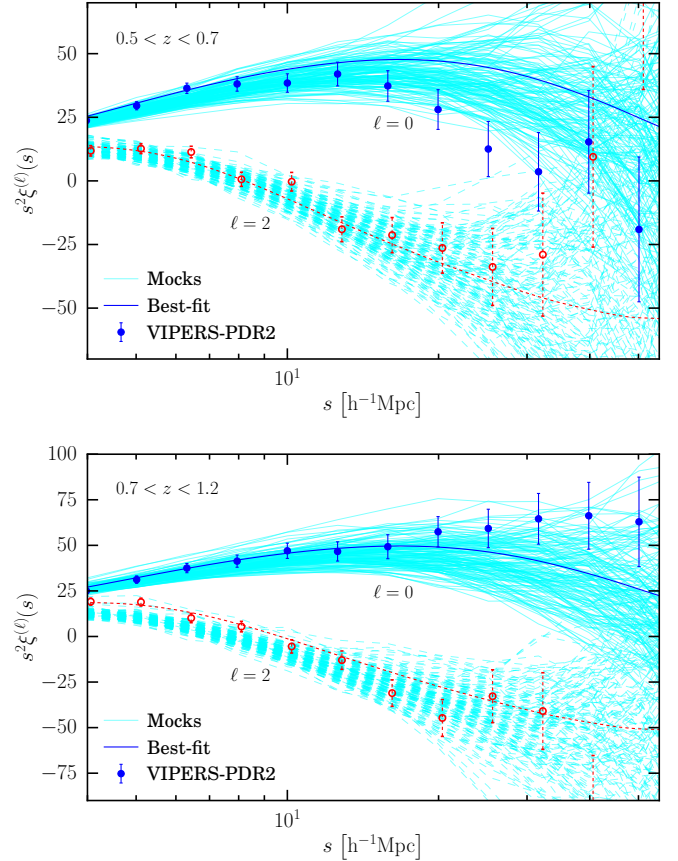 50
25
0
−25
−50
s²ξ⁽ℓ⁾(s)
0.5 < z < 0.7
ℓ = 0
ℓ = 2
Mocks
Best-fit
VIPERS-PDR2
10¹
s [h⁻¹Mpc]
100
75
50
25
0
−25
−50
−75
s²ξ⁽ℓ⁾(s)
0.7 < z < 1.2
ℓ = 0
ℓ = 2
Mocks
Best-fit
VIPERS-PDR2
10¹
s [h⁻¹Mpc]